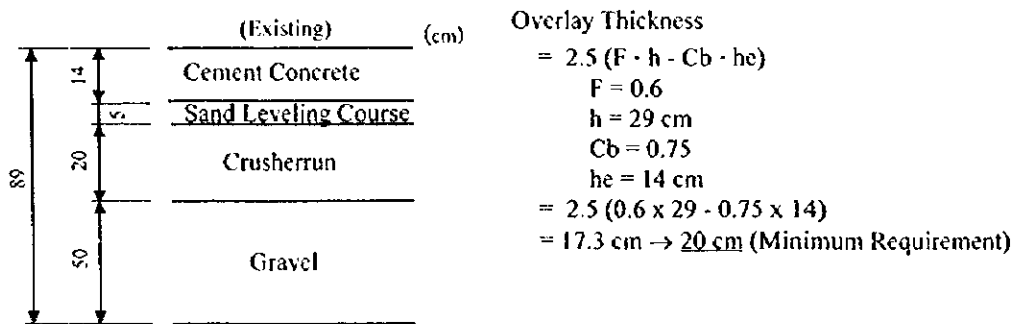 (Existing) (cm)
14 Cement Concrete
5 Sand Leveling Course
20 Crusherrun
89
50 Gravel
Overlay Thickness
= 2.5 (F · h - Cb · he)
F = 0.6
h = 29 cm
Cb = 0.75
he = 14 cm
= 2.5 (0.6 x 29 - 0.75 x 14)
= 17.3 cm → 20 cm (Minimum Requirement)